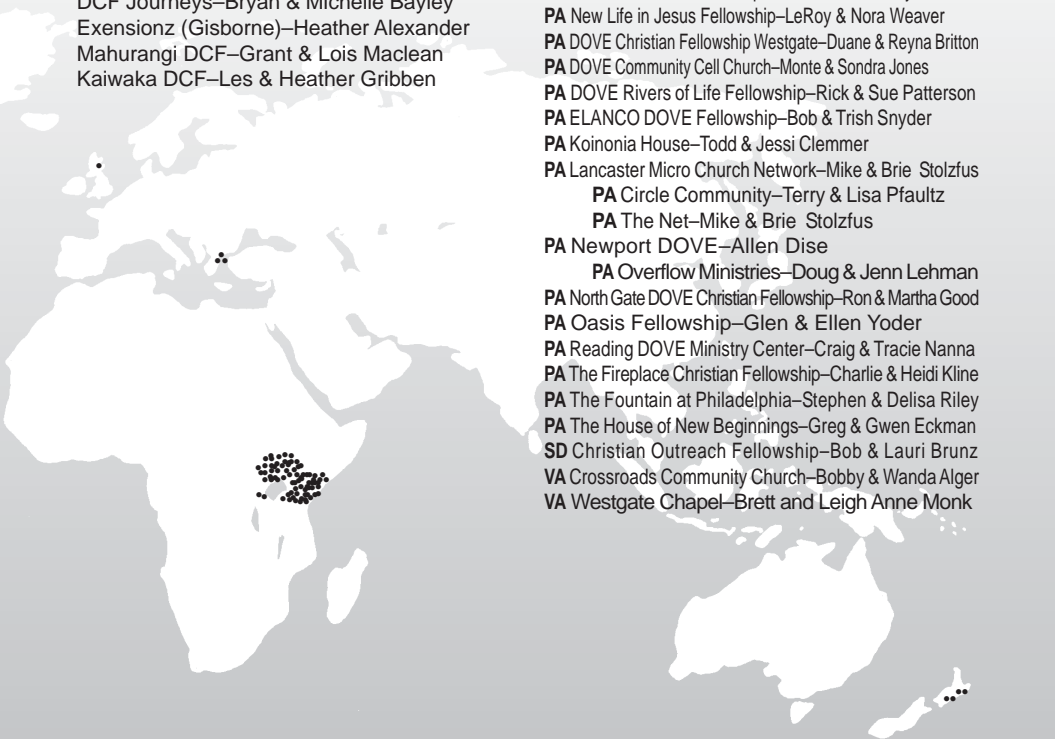 DCF Journeys–Bryan & Michelle Bayley
Exensionz (Gisborne)–Heather Alexander
Mahurangi DCF–Grant & Lois Maclean
Kaiwaka DCF–Les & Heather Gribben
PA New Life in Jesus Fellowship–LeRoy & Nora Weaver
PA DOVE Christian Fellowship Westgate–Duane & Reyna Britton
PA DOVE Community Cell Church–Monte & Sondra Jones
PA DOVE Rivers of Life Fellowship–Rick & Sue Patterson
PA ELANCO DOVE Fellowship–Bob & Trish Snyder
PA Koinonia House–Todd & Jessi Clemmer
PA Lancaster Micro Church Network–Mike & Brie Stolzfus
PA Circle Community–Terry & Lisa Pfaultz
PA The Net–Mike & Brie Stolzfus
PA Newport DOVE–Allen Dise
PA Overflow Ministries–Doug & Jenn Lehman
PA North Gate DOVE Christian Fellowship–Ron & Martha Good
PA Oasis Fellowship–Glen & Ellen Yoder
PA Reading DOVE Ministry Center–Craig & Tracie Nanna
PA The Fireplace Christian Fellowship–Charlie & Heidi Kline
PA The Fountain at Philadelphia–Stephen & Delisa Riley
PA The House of New Beginnings–Greg & Gwen Eckman
SD Christian Outreach Fellowship–Bob & Lauri Brunz
VA Crossroads Community Church–Bobby & Wanda Alger
VA Westgate Chapel–Brett and Leigh Anne Monk